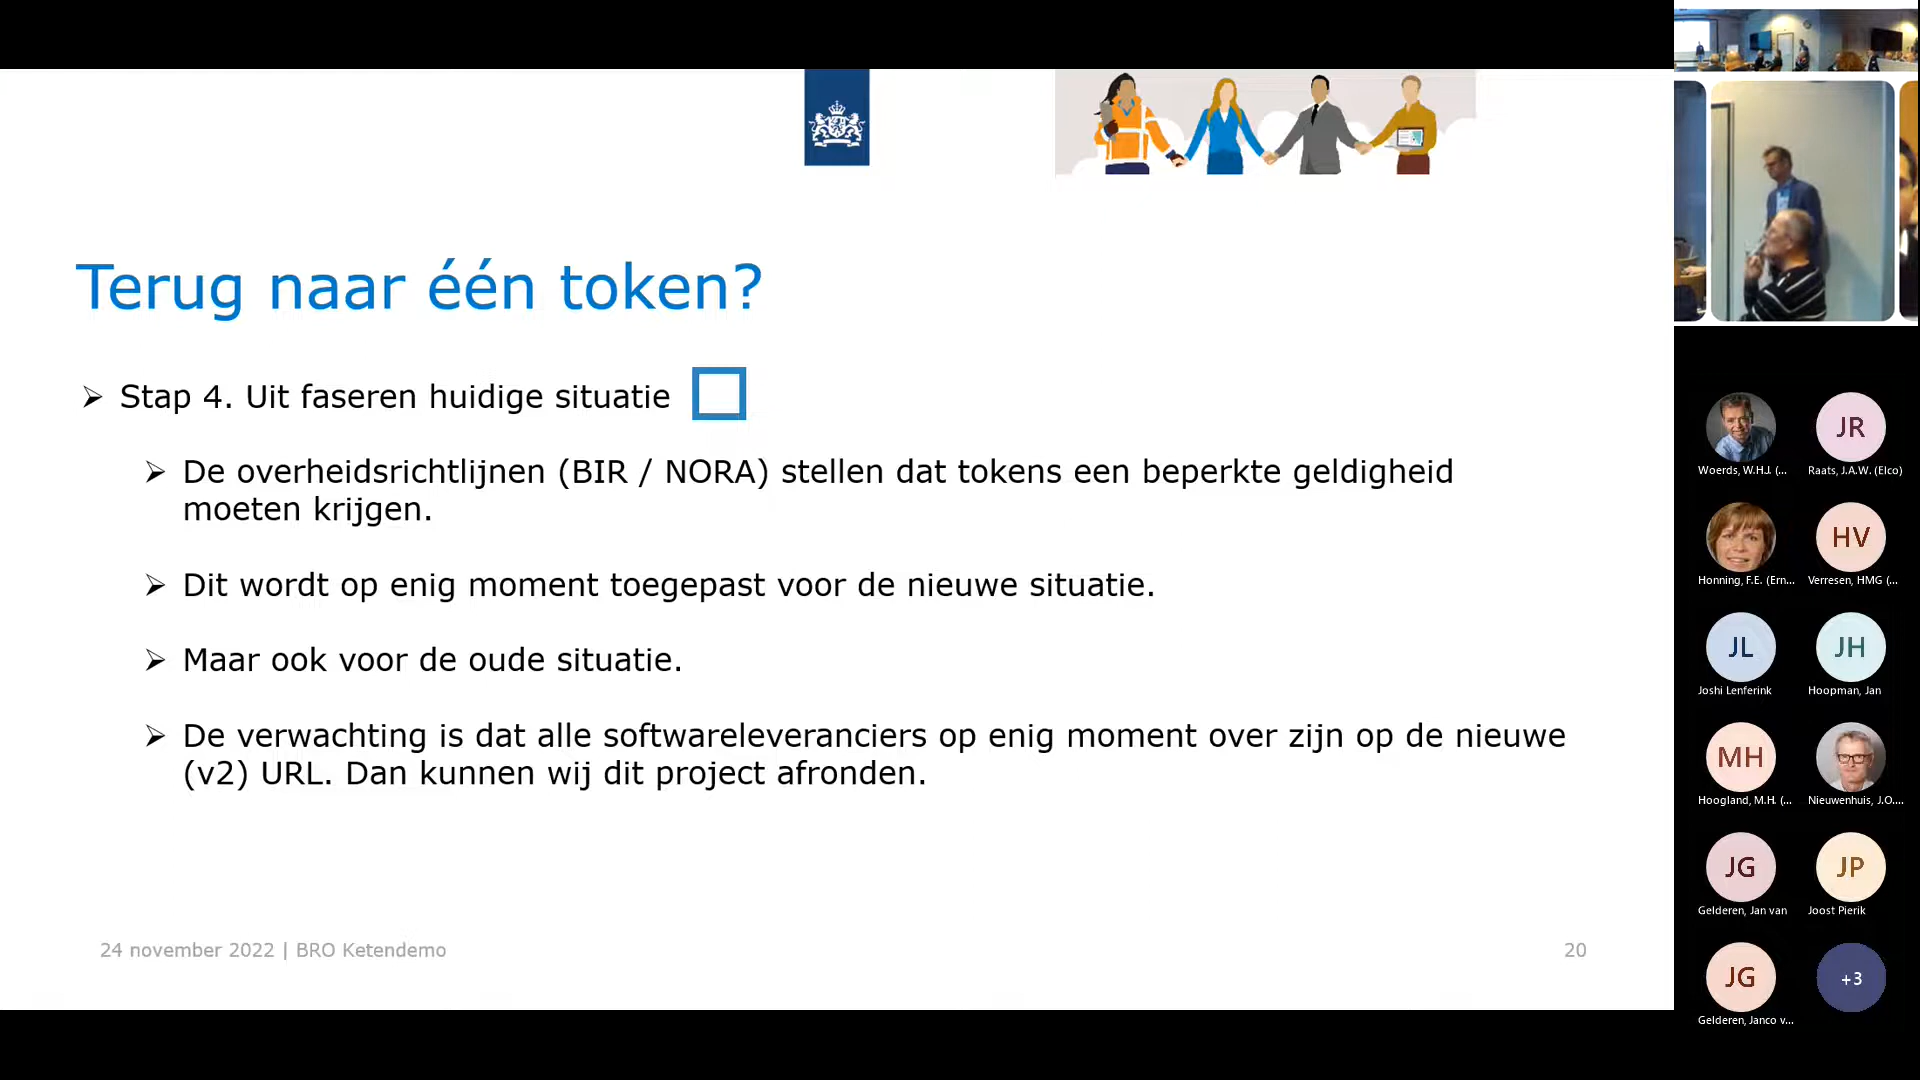 Terug naar één token?
➢ Stap 4. Uit faseren huidige situatie
➢ De overheidsrichtlijnen (BIR / NORA) stellen dat tokens een beperkte geldigheid
moeten krijgen.
➢ Dit wordt op enig moment toegepast voor de nieuwe situatie.
➢ Maar ook voor de oude situatie.
➢ De verwachting is dat alle softwareleveranciers op enig moment over zijn op de nieuwe
(v2) URL. Dan kunnen wij dit project afronden.
24 november 2022 | BRO Ketendemo
20
JR
Woerds, W.H.J. (...
Raats, J.A.W. (Elco)
HV
Honning, F.E. (Ern...
Verresen, HMG (...
JL
JH
Joshi Lenferink
Hoopman, Jan
MH
Hoogland, M.H. (...
Nieuwenhuis, J.O....
JG
JP
Gelderen, Jan van
Joost Pierik
JG
+3
Gelderen, Janco v...